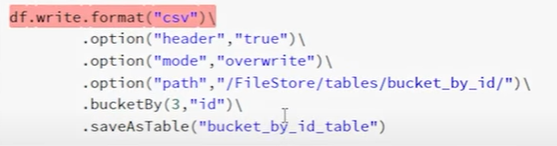 df.write.format("csv")\
.option("header","true")\
.option("mode","overwrite")\
.option("path","/FileStore/tables/bucket_by_id/")\
.bucketBy(3,"id")\
.saveAsTable("bucket_by_id_table")